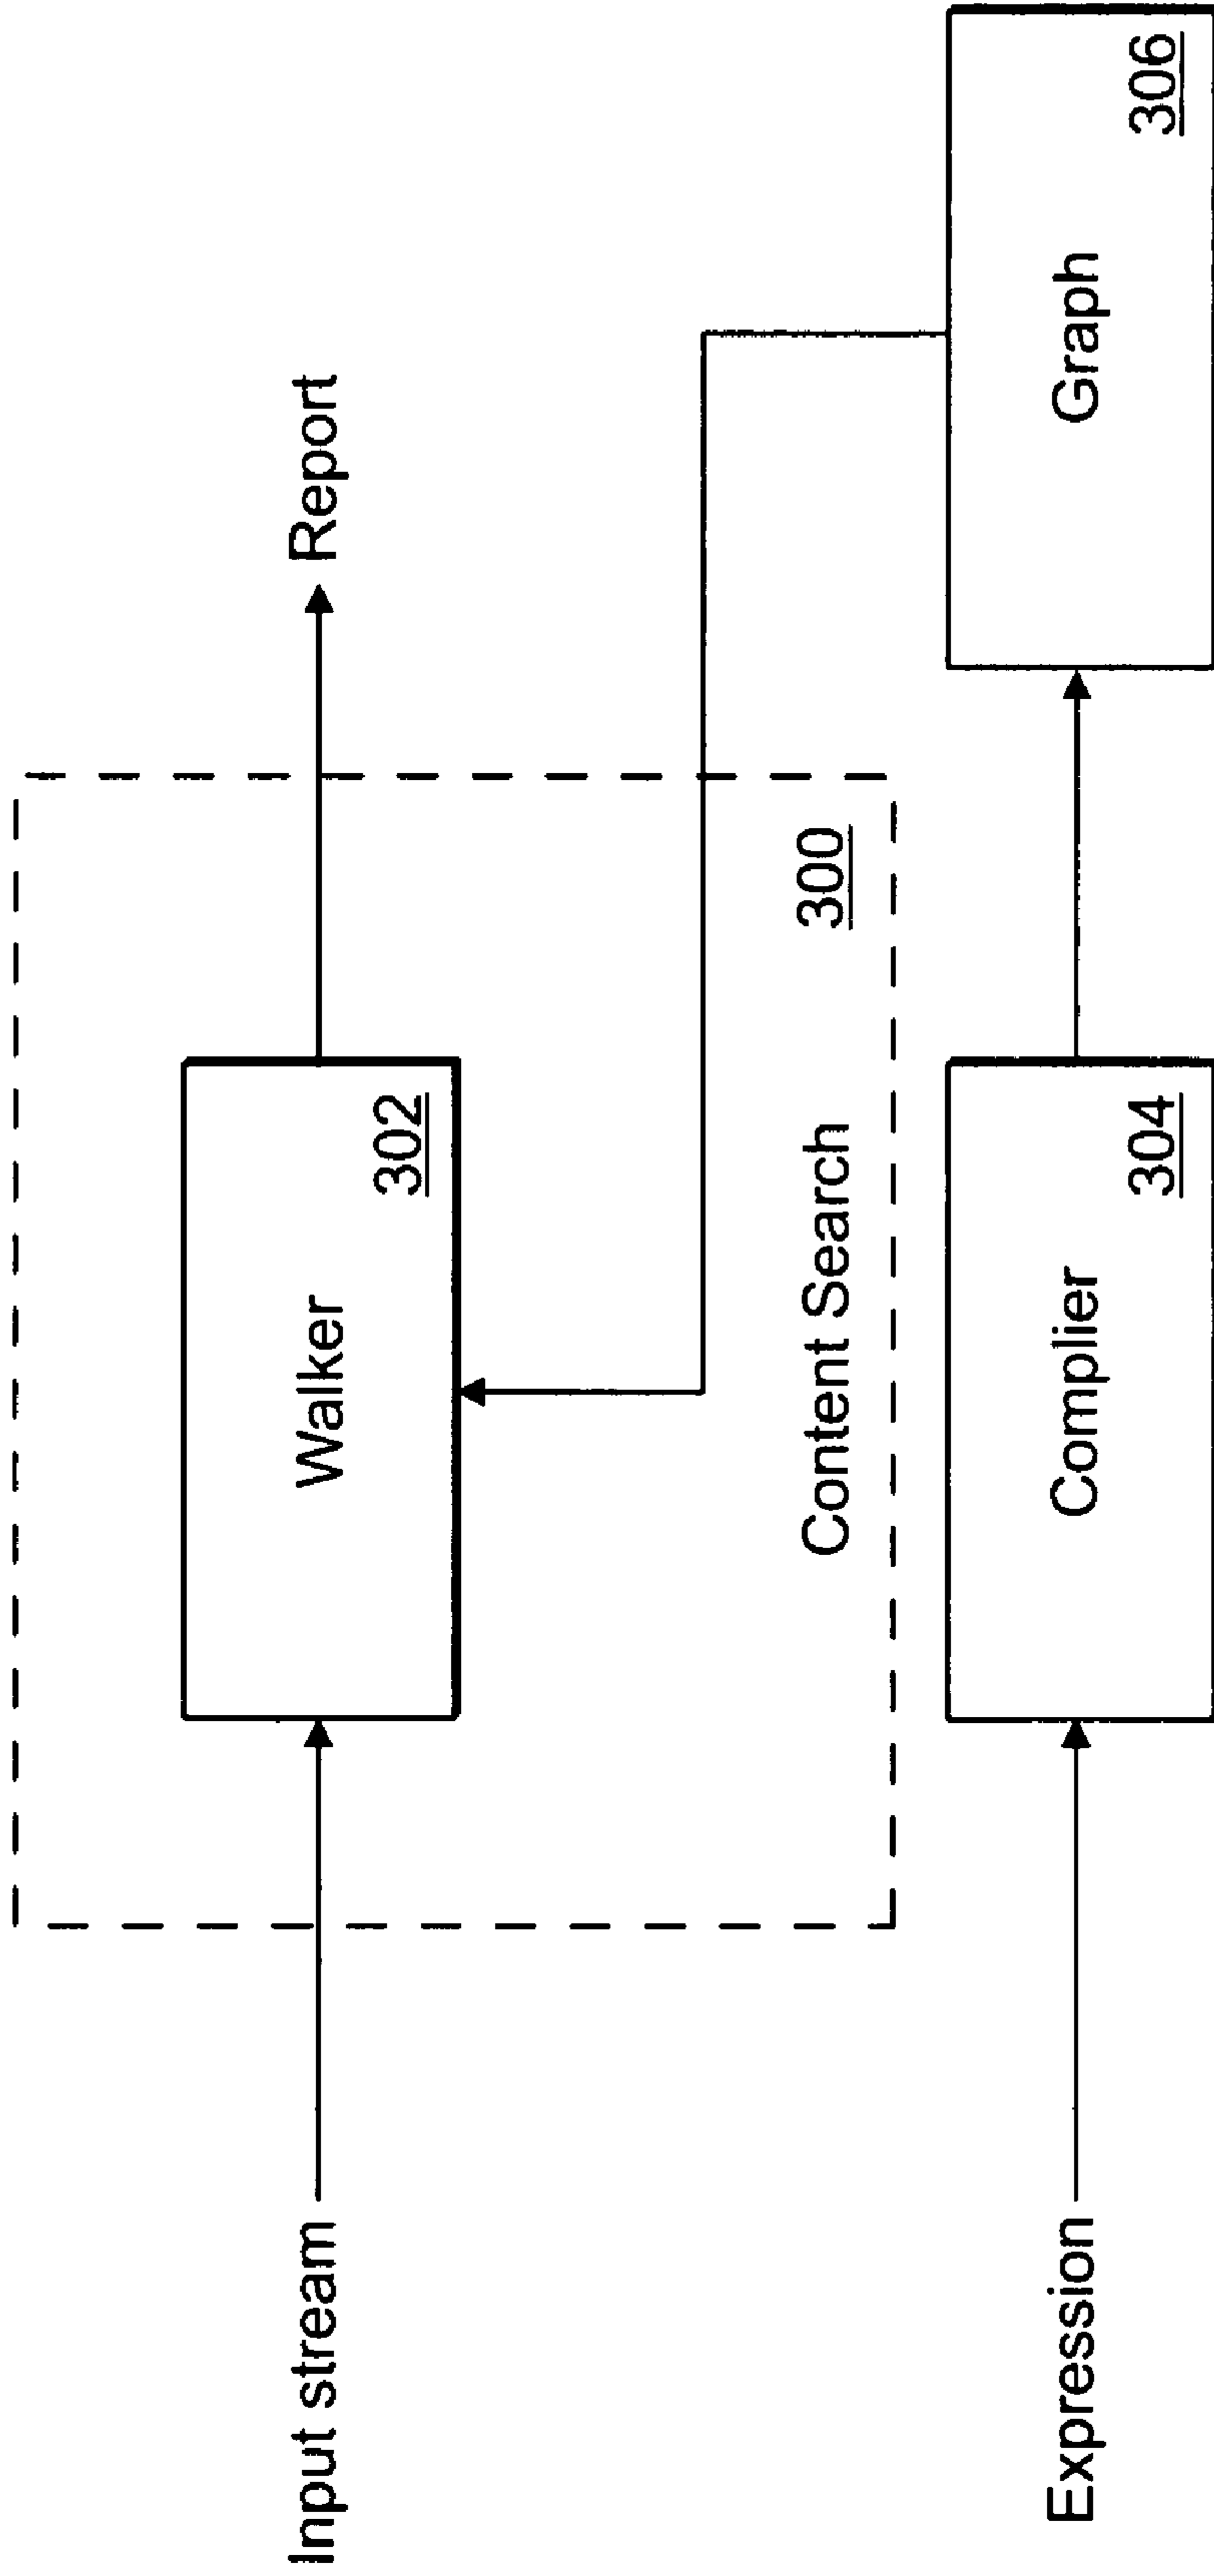 Input stream
Walker
302
Report
Content Search
300
Expression
Complier
304
Graph
306